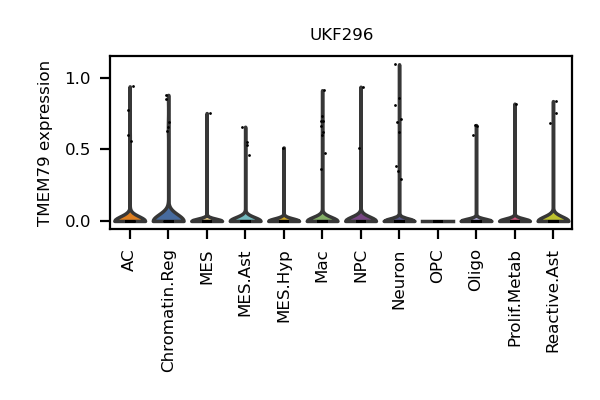 UKF296
TMEM79 expression
1.0
0.5
0.0
AC
Chromatin.Reg
MES
MES.Ast
MES.Hyp
Mac
NPC
Neuron
OPC
Oligo
Prolif.Metab
Reactive.Ast